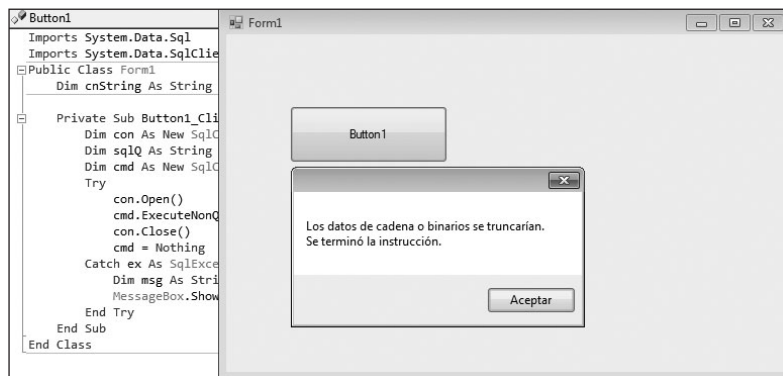 Button1
Imports System.Data.Sql
Imports System.Data.SqlClie
Public Class Form1
Dim cnString As String
Private Sub Button1_Cli
Dim con As New SqlC
Dim sqlQ As String
Dim cmd As New SqlC
Try
con.Open()
cmd.ExecuteNonQ
con.Close()
cmd = Nothing
Catch ex As SqlExce
Dim msg As Stri
MessageBox.Show
End Try
End Sub
End Class
Form1
Button1
Los datos de cadena o binarios se truncarían.
Se terminó la instrucción.
Aceptar